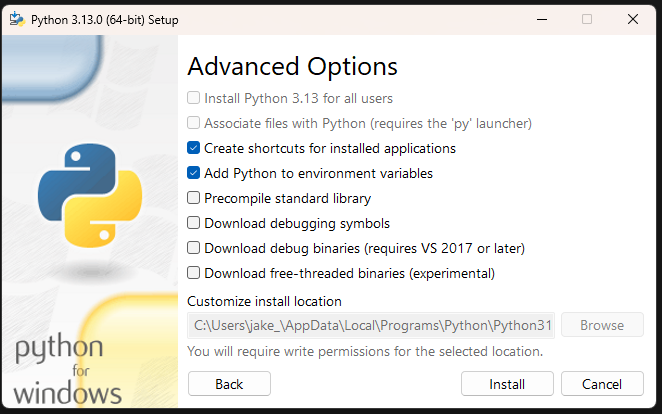 Python 3.13.0 (64-bit) Setup
Advanced Options
Install Python 3.13 for all users
Associate files with Python (requires the 'py' launcher)
Create shortcuts for installed applications
Add Python to environment variables
Precompile standard library
Download debugging symbols
Download debug binaries (requires VS 2017 or later)
Download free-threaded binaries (experimental)
Customize install location
C:\Users\jake_\AppData\Local\Programs\Python\Python31
Browse
You will require write permissions for the selected location.
python
for
windows
Back
Install
Cancel